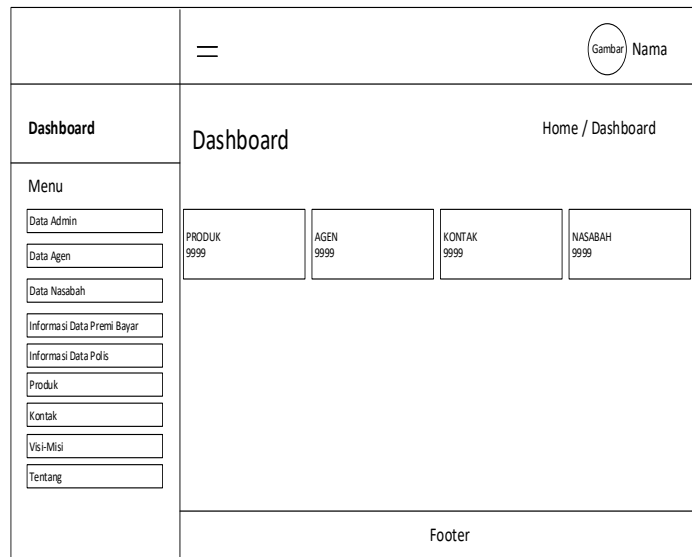 Gambar
Nama
Dashboard
Dashboard
Home / Dashboard
Menu
Data Admin
Data Agen
Data Nasabah
Informasi Data Premi Bayar
Informasi Data Polis
Produk
Kontak
Visi-Misi
Tentang
PRODUK
9999
AGEN
9999
KONTAK
9999
NASABAH
9999
Footer